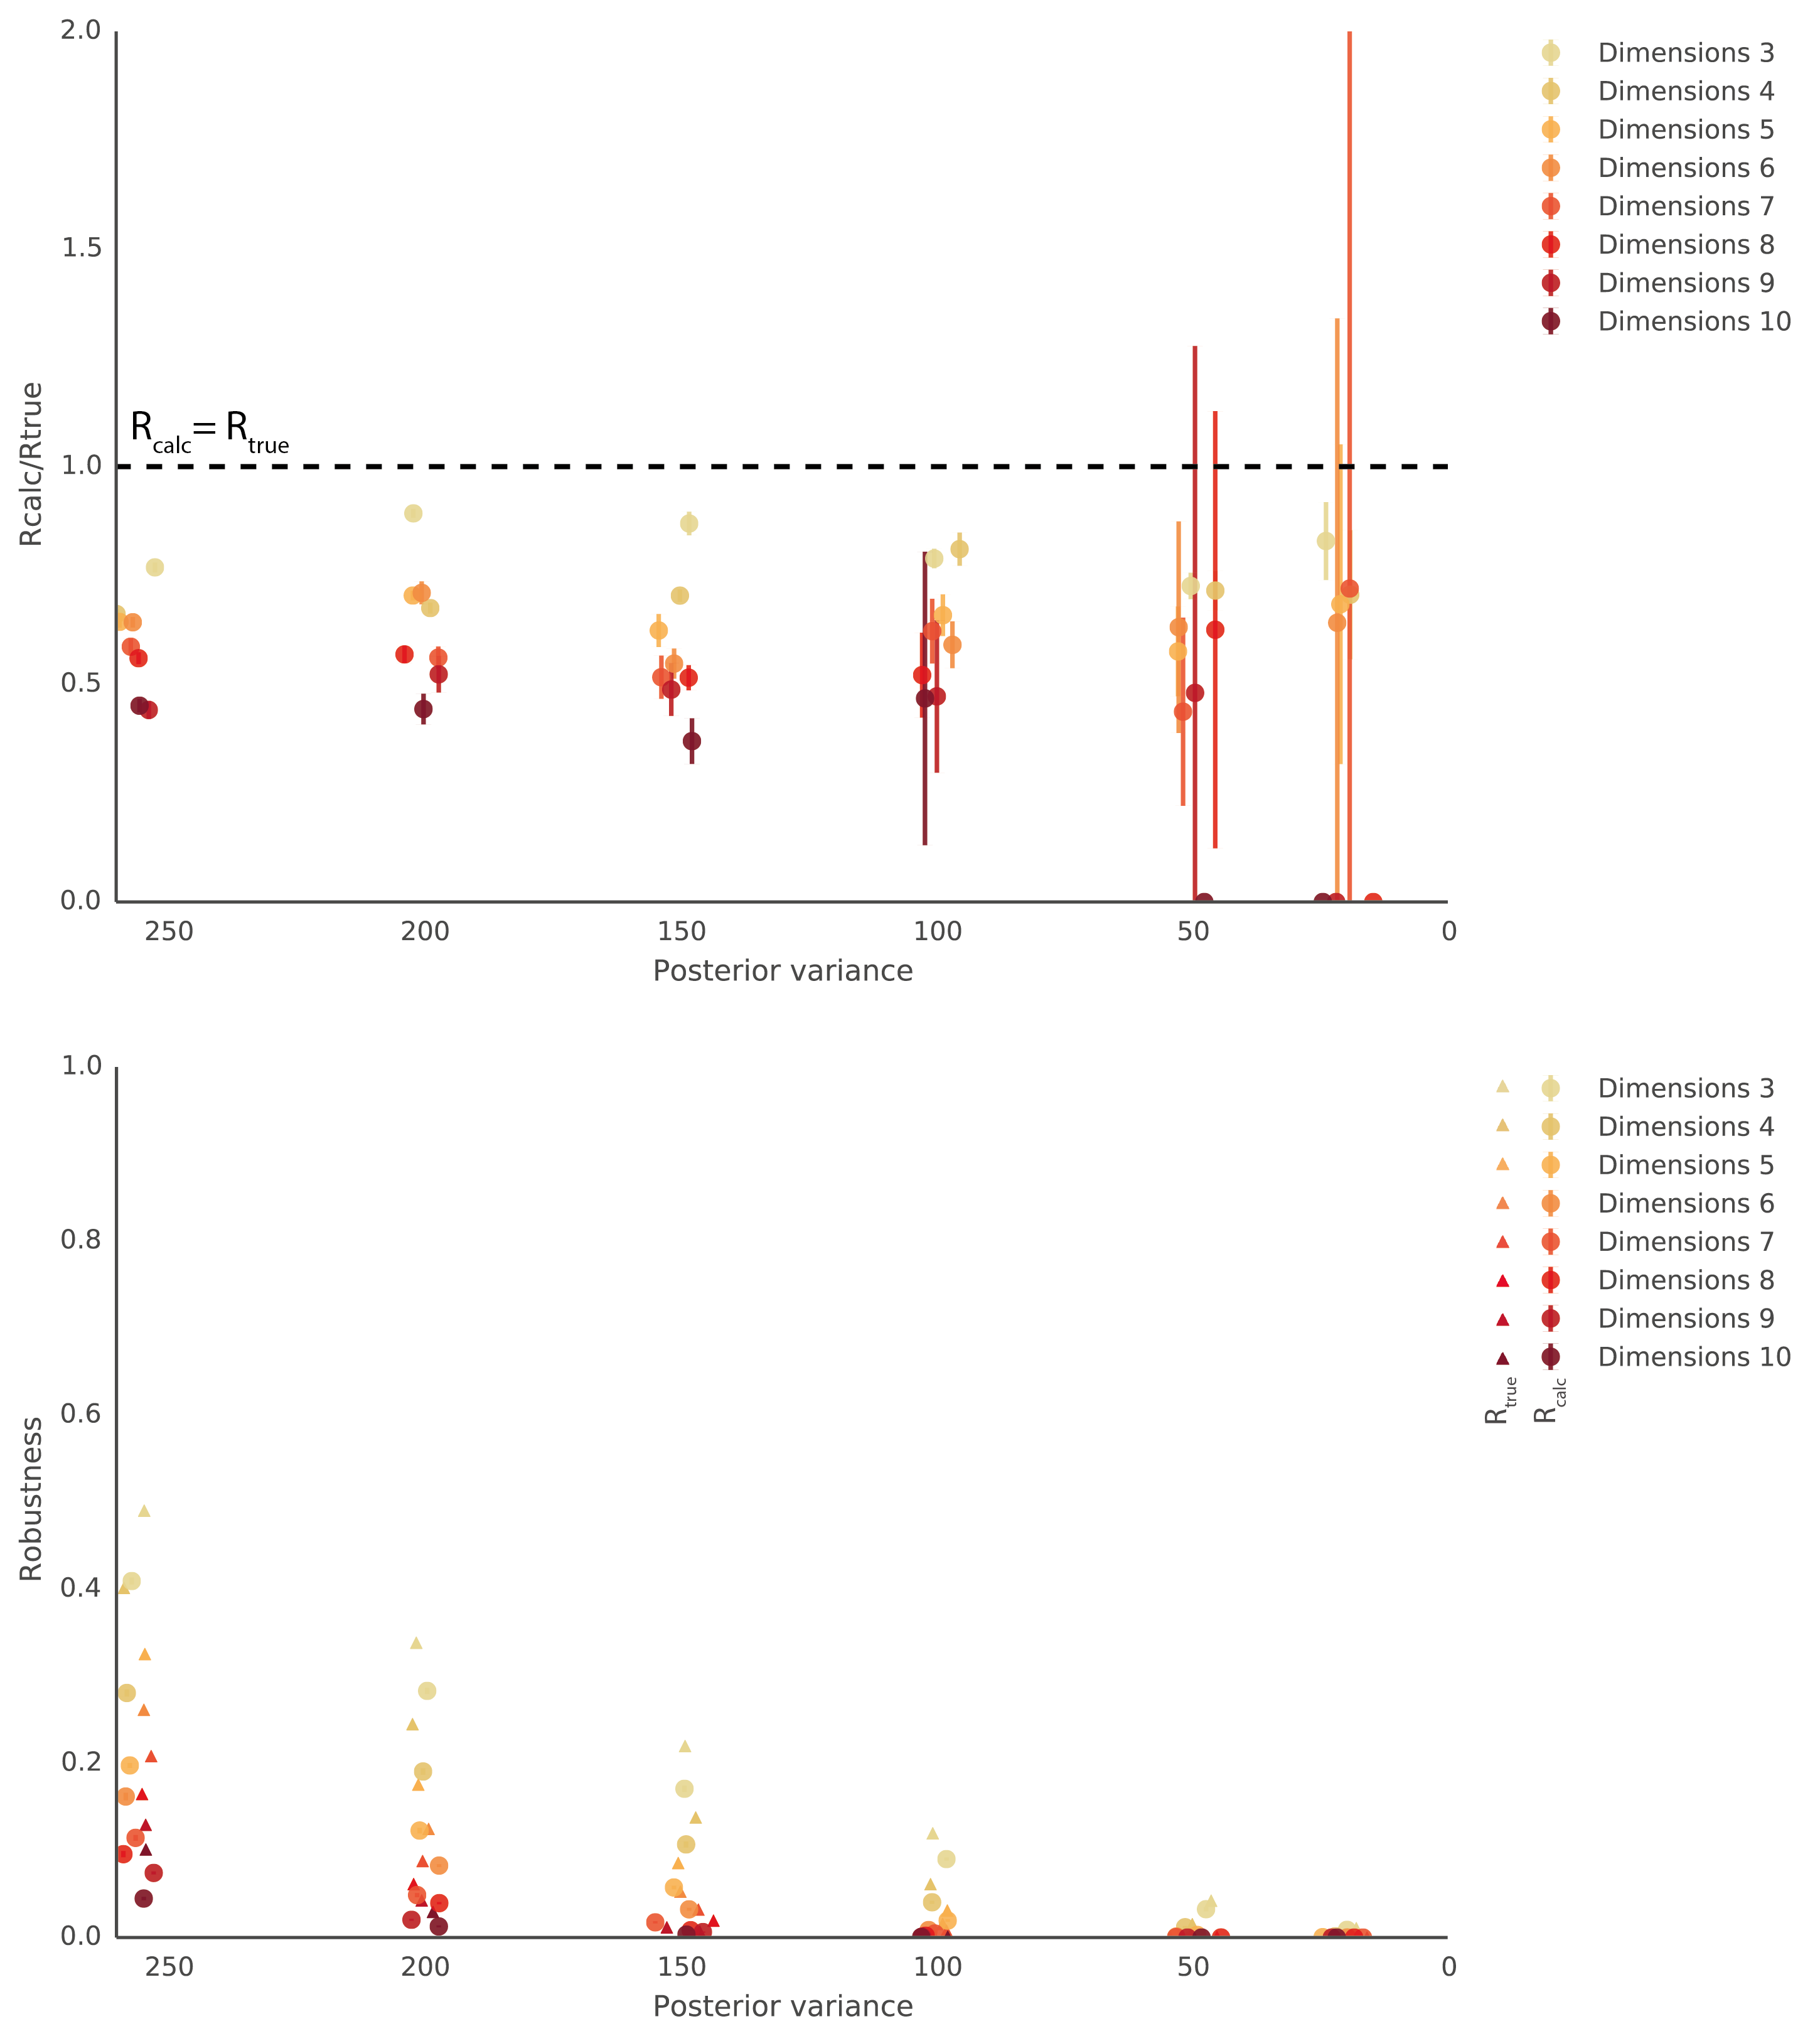 2.0
1.5
1.0
0.5
0.0
Rcalc/Rtrue
Rcalc= Rtrue
250 200 150 100 50 0
Posterior variance
Dimensions 3
Dimensions 4
Dimensions 5
Dimensions 6
Dimensions 7
Dimensions 8
Dimensions 9
Dimensions 10
1.0
0.8
0.6
0.4
0.2
0.0
Robustness
250 200 150 100 50 0
Posterior variance
Dimensions 3
Dimensions 4
Dimensions 5
Dimensions 6
Dimensions 7
Dimensions 8
Dimensions 9
Dimensions 10
Rtrue
Rcalc